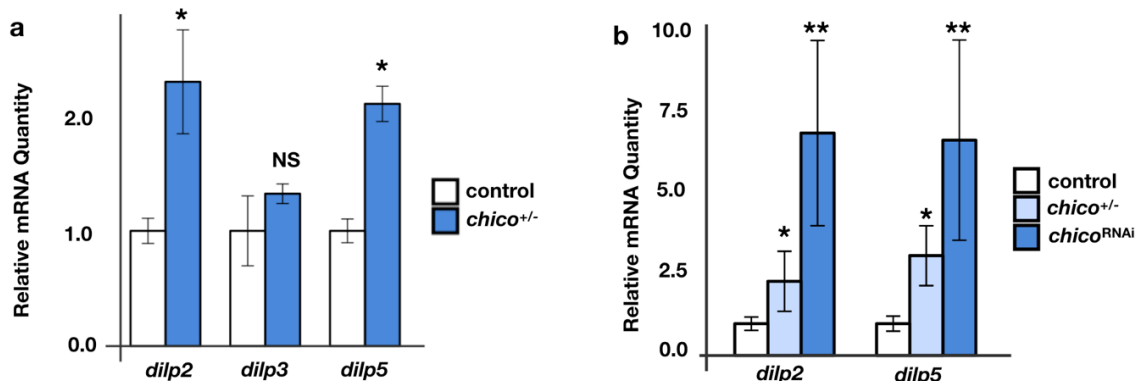 a
Relative mRNA Quantity
2.0
1.0
0.0
*
NS
*
dilp2
dilp3
dilp5
control
chico+/-
b
Relative mRNA Quantity
10.0
7.5
5.0
2.5
0.0
*
**
*
**
dilp2
dilp5
control
chico+/-
chicoRNAi